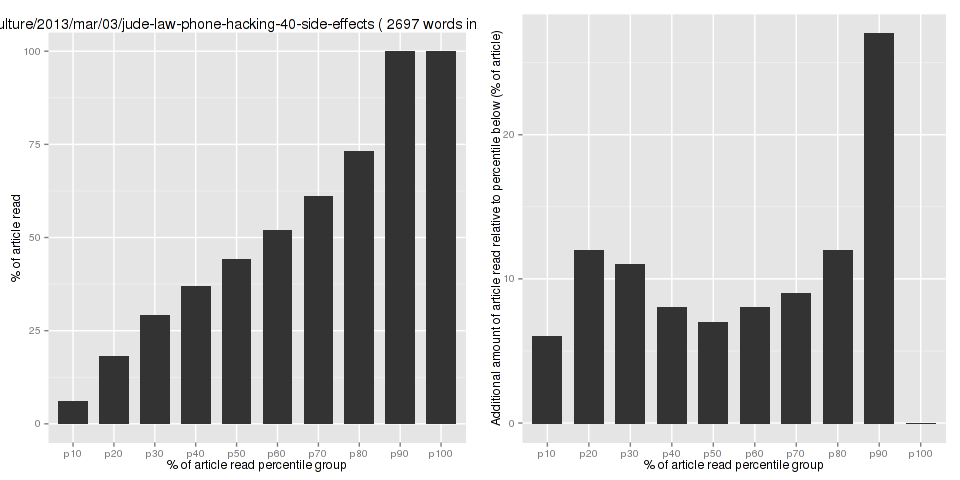 ulture/2013/mar/03/jude-law-phone-hacking-40-side-effects ( 2697 words in
% of article read
100
75
50
25
0
p10 p20 p30 p40 p50 p60 p70 p80 p90 p100
% of article read percentile group
Additional amount of article read relative to percentile below (% of article)
20
10
0
p10 p20 p30 p40 p50 p60 p70 p80 p90 p100
% of article read percentile group